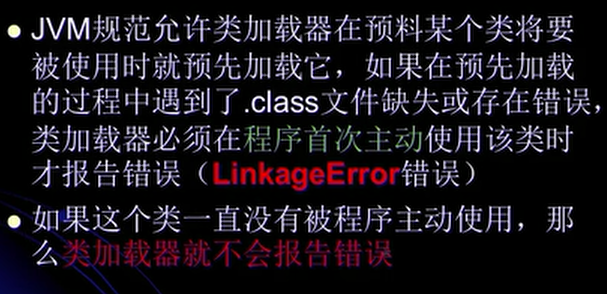 JVM规范允许类加载器在预料某个类将要
被使用时就预先加载它，如果在预先加载
的过程中遇到了.class文件缺失或存在错误，
类加载器必须在程序首次主动使用该类时
才报告错误（LinkageError错误）
如果这个类一直没有被程序主动使用，那
么类加载器就不会报告错误